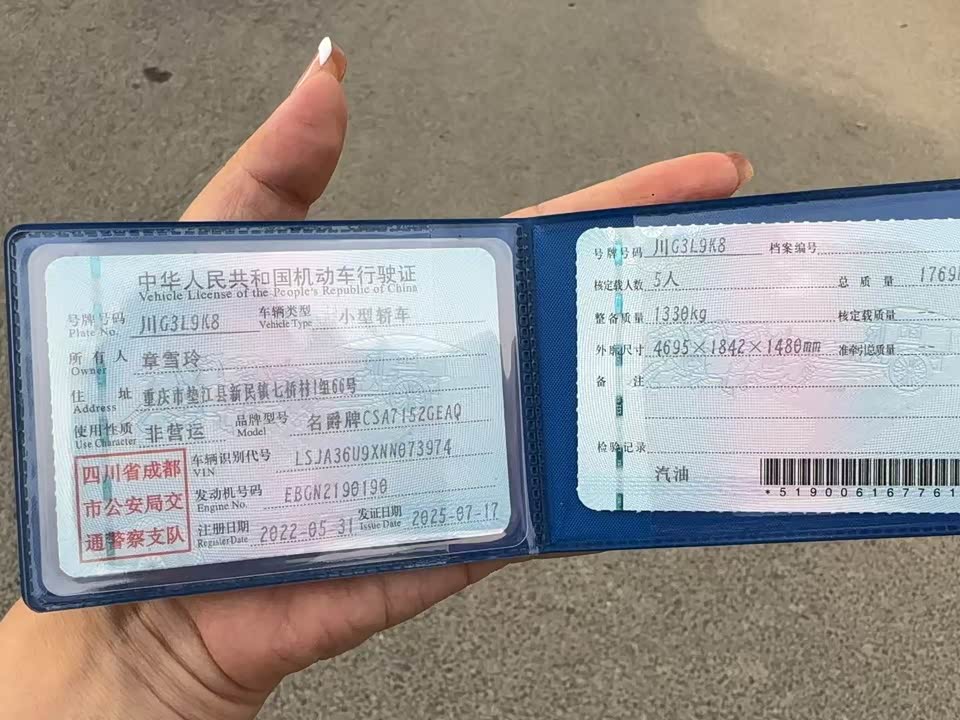 中华人民共和国机动车行驶证
Vehicle License of the People's Republic of China
号牌号码 川G3L9K8 车辆类型 小型轿车
Plate No. Vehicle Type
所有人 章雪玲
Owner
住址 重庆市垫江县新民镇七桥村1组66号
Address
使用性质 非营运 品牌型号 名爵牌CSA7152GEAQ
Use Character Model
四川省成都
市公安局交
通警察支队
车辆识别代号 LSJA36U9XNN073974
VIN
发动机号码 EBGN2190190
Engine No.
注册日期 2022-05-31 发证日期 2025-07-17
Register Date Issue Date
号牌号码 川G3L9K8 档案编号
核定载人数 5人 总质量 1769
整备质量 1330kg 核定载质量 --
外廓尺寸 4695×1842×1480mm 准牵引总质量 --
备注
检验记录
汽油
*519006167761